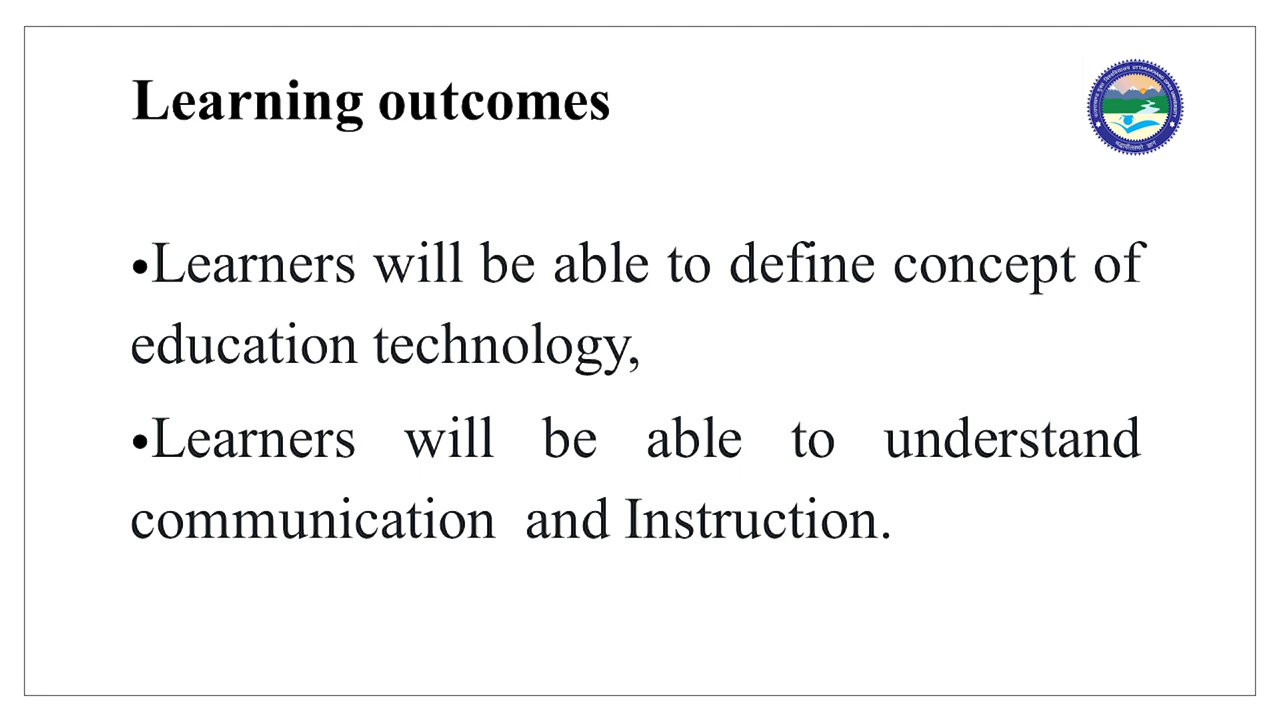 Learning outcomes
•Learners will be able to define concept of
education technology,
•Learners will be able to understand
communication  and Instruction.